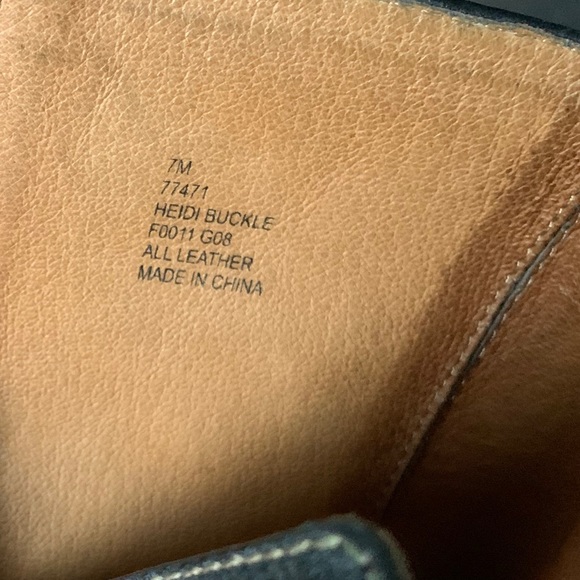 7M
77471
HEIDI BUCKLE
F0011 G08
ALL LEATHER
MADE IN CHINA